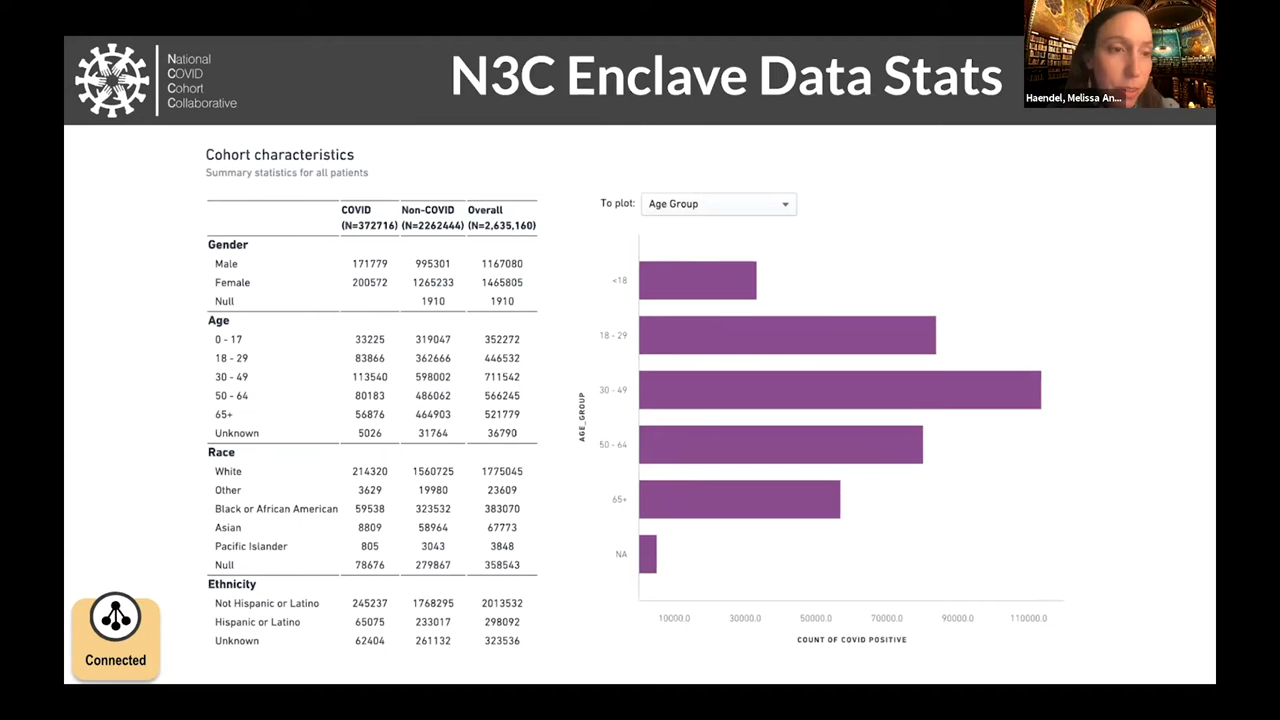 National
COVID
Cohort
Collaborative
N3C Enclave Data Stats
Haendel, Melissa An...
Cohort characteristics
Summary statistics for all patients
COVID Non-COVID Overall
(N=372716) (N=2262444) (N=2,635,160)
Gender
Male 171779 995301 1167080
Female 200572 1265233 1465805
Null 1910 1910
Age
0 - 17 33225 319047 352272
18 - 29 83866 362666 446532
30 - 49 113540 598002 711542
50 - 64 80183 486062 566245
65+ 56876 464903 521779
Unknown 5026 31764 36790
Race
White 214320 1560725 1775045
Other 3629 19980 23609
Black or African American 59538 323532 383070
Asian 8809 58964 67773
Pacific Islander 805 3043 3848
Null 78676 279867 358543
Ethnicity
Not Hispanic or Latino 245237 1768295 2013532
Hispanic or Latino 65075 233017 298092
Unknown 62404 261132 323536
To plot: Age Group
AGE_GROUP
<18
18 - 29
30 - 49
50 - 64
65+
NA
10000.0 30000.0 50000.0 70000.0 90000.0 110000.0
COUNT OF COVID POSITIVE
Connected